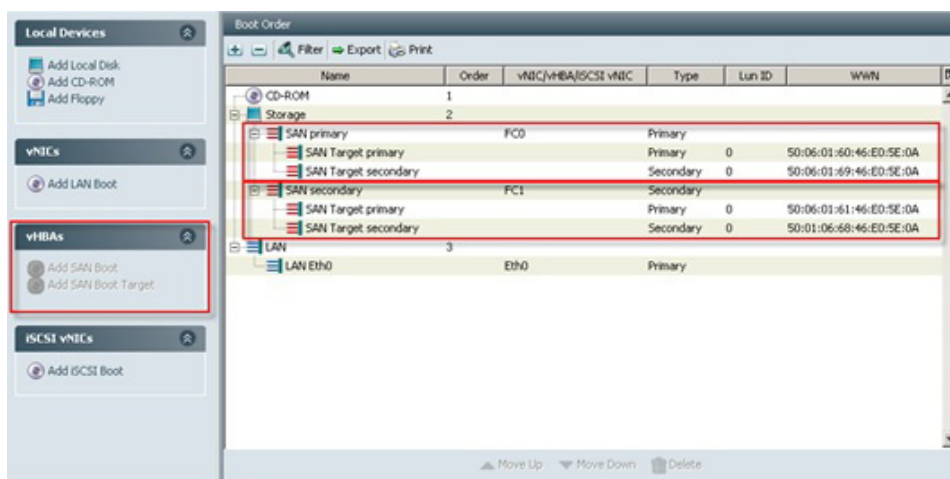 Local Devices
Add Local Disk
Add CD-ROM
Add Floppy
vNICs
Add LAN Boot
vHBAs
Add SAN Boot
Add SAN Boot Target
iSCSI vNICs
Add iSCSI Boot
Boot Order
Filter Export Print
Name Order vNIC/vHBA/iSCSI vNIC Type Lun ID WWN
CD-ROM 1
Storage 2
SAN primary FC0 Primary
SAN Target primary Primary 0 50:06:01:60:46:E0:5E:0A
SAN Target secondary Secondary 0 50:06:01:69:46:E0:5E:0A
SAN secondary FC1 Secondary
SAN Target primary Primary 0 50:06:01:61:46:E0:5E:0A
SAN Target secondary Secondary 0 50:01:06:68:46:E0:5E:0A
LAN 3
LAN Eth0 Eth0 Primary
Move Up Move Down Delete